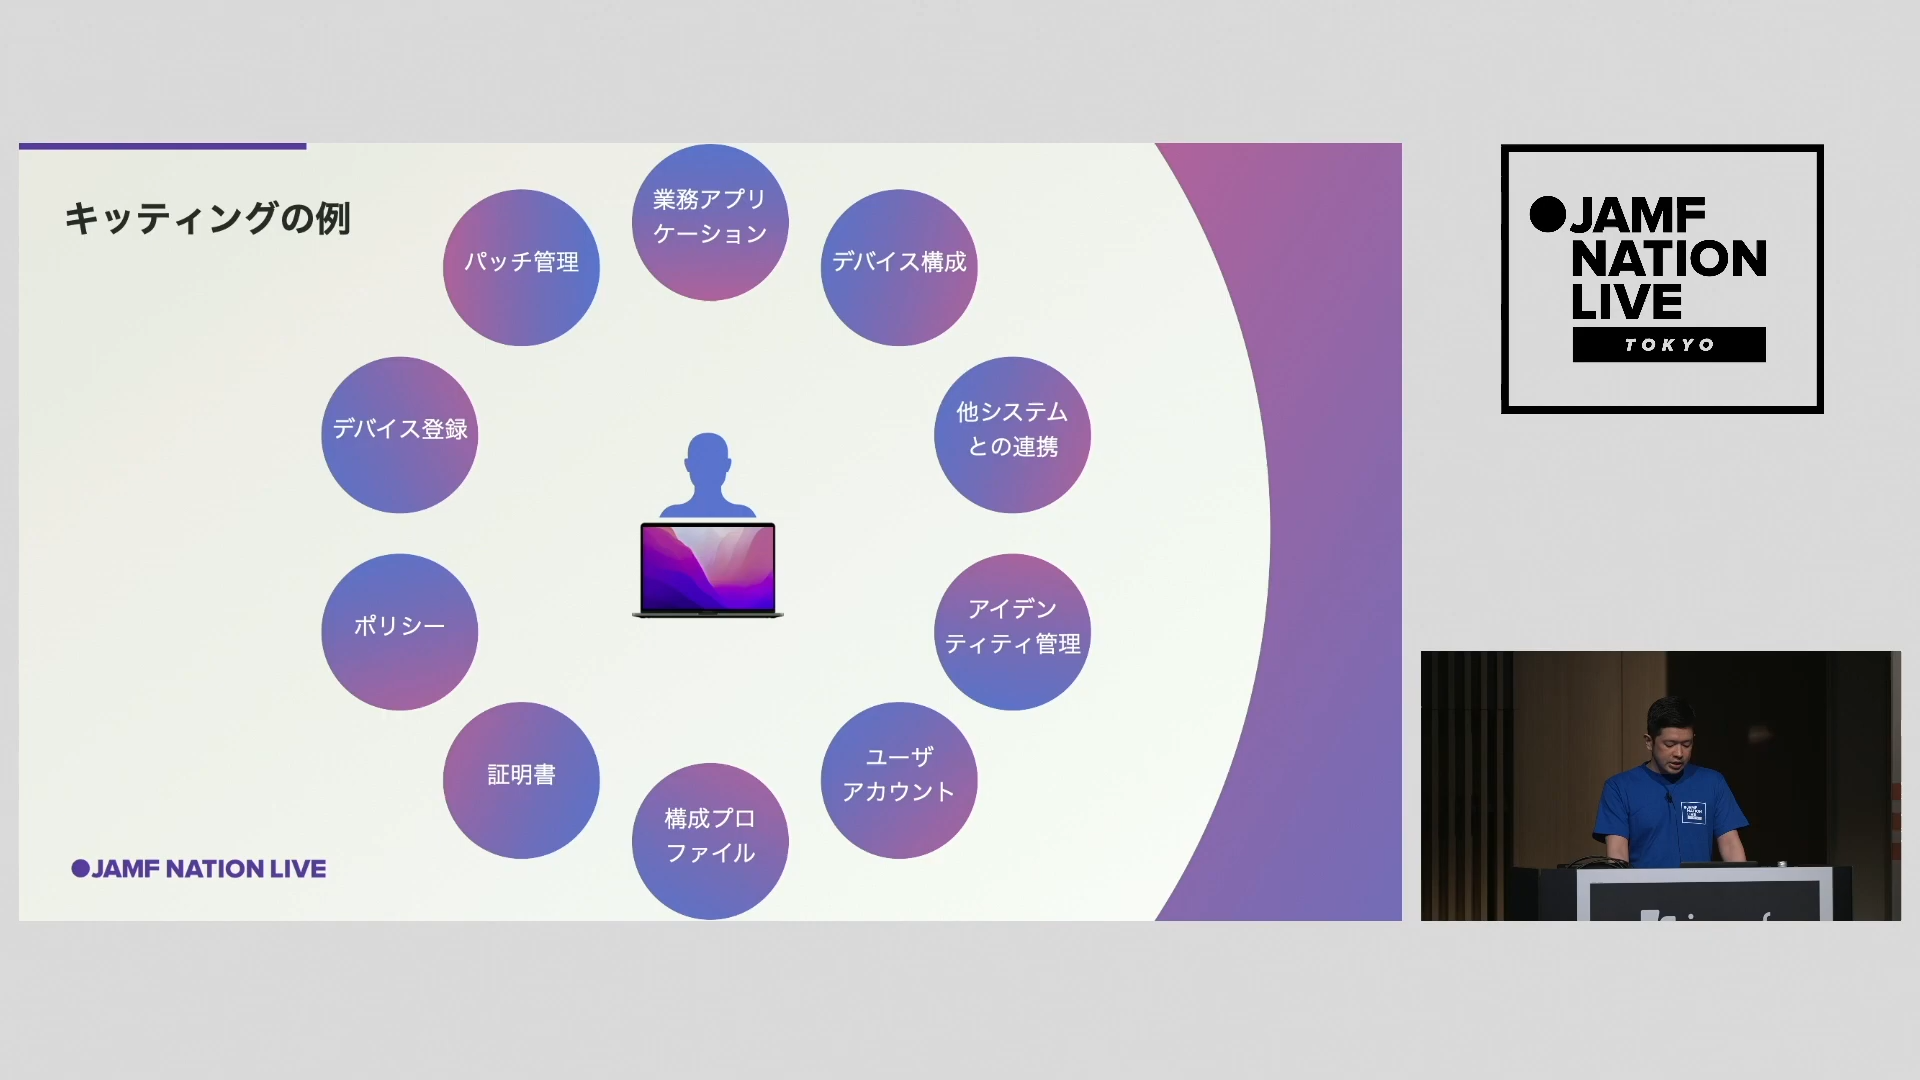 キッティングの例
業務アプリ
ケーション
デバイス構成
他システム
との連携
アイデン
ティティ管理
ユーザ
アカウント
構成プロ
ファイル
証明書
ポリシー
デバイス登録
パッチ管理
JAMF NATION LIVE
JAMF
NATION
LIVE
TOKYO